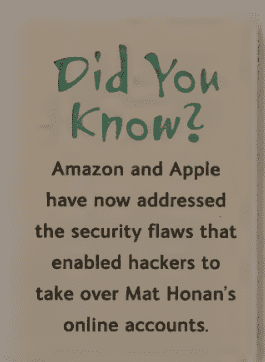 Did You
Know?
Amazon and Apple
have now addressed
the security flaws that
enabled hackers to
take over Mat Honan's
online accounts.